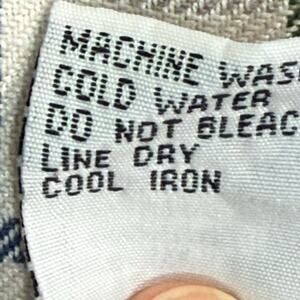 MACHINE WAS
COLD WATER
DO NOT BLEAC
LINE DRY
COOL IRON